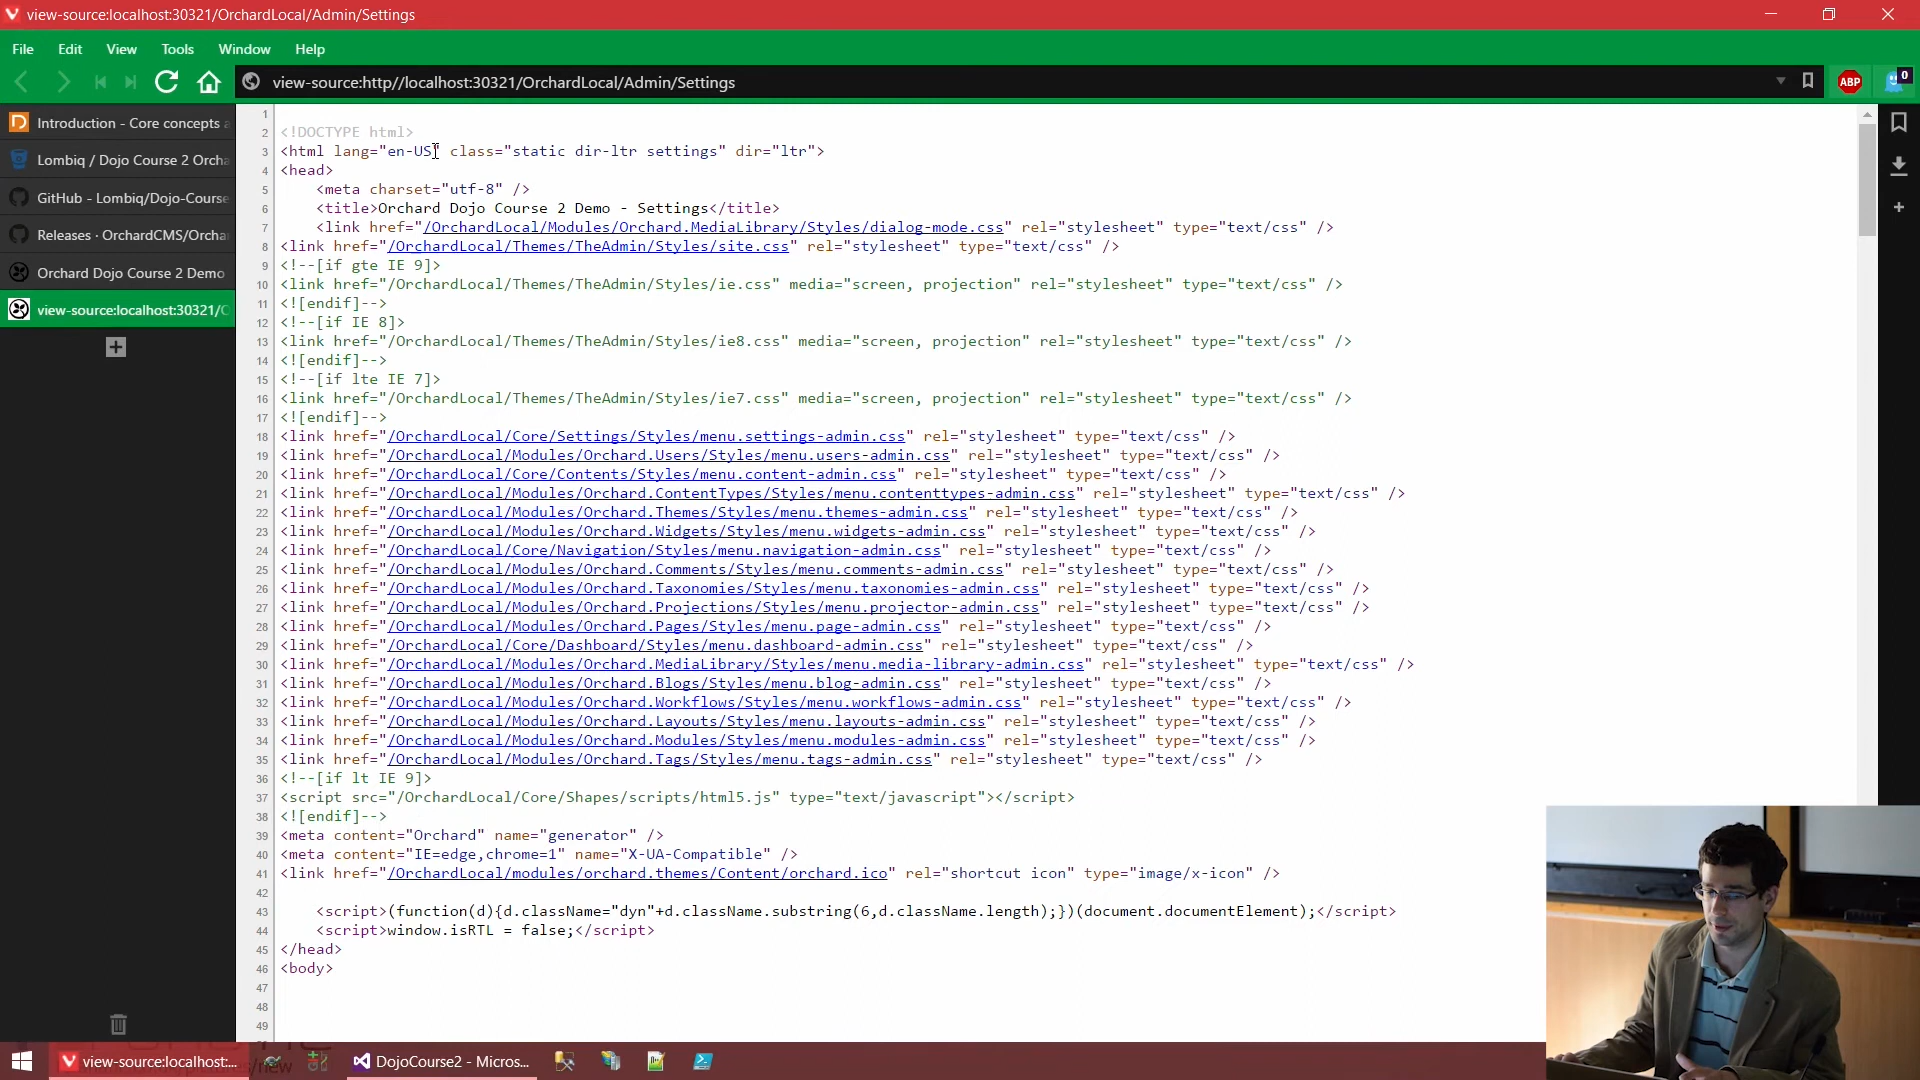 view-source:localhost:30321/OrchardLocal/Admin/Settings
File Edit View Tools Window Help
view-source:http//localhost:30321/OrchardLocal/Admin/Settings
ABP
0
Introduction - Core concepts a
Lombiq / Dojo Course 2 Orcha
GitHub - Lombiq/Dojo-Course
Releases · OrchardCMS/Orcha
Orchard Dojo Course 2 Demo
view-source:localhost:30321/O
1
2 <!DOCTYPE html>
3 <html lang="en-US" class="static dir-ltr settings" dir="ltr">
4 <head>
5 <meta charset="utf-8" />
6 <title>Orchard Dojo Course 2 Demo - Settings</title>
7 <link href="/OrchardLocal/Modules/Orchard.MediaLibrary/Styles/dialog-mode.css" rel="stylesheet" type="text/css" />
8 <link href="/OrchardLocal/Themes/TheAdmin/Styles/site.css" rel="stylesheet" type="text/css" />
9 <!--[if gte IE 9]>
10 <link href="/OrchardLocal/Themes/TheAdmin/Styles/ie.css" media="screen, projection" rel="stylesheet" type="text/css" />
11 <![endif]-->
12 <!--[if IE 8]>
13 <link href="/OrchardLocal/Themes/TheAdmin/Styles/ie8.css" media="screen, projection" rel="stylesheet" type="text/css" />
14 <![endif]-->
15 <!--[if lte IE 7]>
16 <link href="/OrchardLocal/Themes/TheAdmin/Styles/ie7.css" media="screen, projection" rel="stylesheet" type="text/css" />
17 <![endif]-->
18 <link href="/OrchardLocal/Core/Settings/Styles/menu.settings-admin.css" rel="stylesheet" type="text/css" />
19 <link href="/OrchardLocal/Modules/Orchard.Users/Styles/menu.users-admin.css" rel="stylesheet" type="text/css" />
20 <link href="/OrchardLocal/Core/Contents/Styles/menu.content-admin.css" rel="stylesheet" type="text/css" />
21 <link href="/OrchardLocal/Modules/Orchard.ContentTypes/Styles/menu.contenttypes-admin.css" rel="stylesheet" type="text/css" />
22 <link href="/OrchardLocal/Modules/Orchard.Themes/Styles/menu.themes-admin.css" rel="stylesheet" type="text/css" />
23 <link href="/OrchardLocal/Modules/Orchard.Widgets/Styles/menu.widgets-admin.css" rel="stylesheet" type="text/css" />
24 <link href="/OrchardLocal/Core/Navigation/Styles/menu.navigation-admin.css" rel="stylesheet" type="text/css" />
25 <link href="/OrchardLocal/Modules/Orchard.Comments/Styles/menu.comments-admin.css" rel="stylesheet" type="text/css" />
26 <link href="/OrchardLocal/Modules/Orchard.Taxonomies/Styles/menu.taxonomies-admin.css" rel="stylesheet" type="text/css" />
27 <link href="/OrchardLocal/Modules/Orchard.Projections/Styles/menu.projector-admin.css" rel="stylesheet" type="text/css" />
28 <link href="/OrchardLocal/Modules/Orchard.Pages/Styles/menu.page-admin.css" rel="stylesheet" type="text/css" />
29 <link href="/OrchardLocal/Core/Dashboard/Styles/menu.dashboard-admin.css" rel="stylesheet" type="text/css" />
30 <link href="/OrchardLocal/Modules/Orchard.MediaLibrary/Styles/menu.media-library-admin.css" rel="stylesheet" type="text/css" />
31 <link href="/OrchardLocal/Modules/Orchard.Blogs/Styles/menu.blog-admin.css" rel="stylesheet" type="text/css" />
32 <link href="/OrchardLocal/Modules/Orchard.Workflows/Styles/menu.workflows-admin.css" rel="stylesheet" type="text/css" />
33 <link href="/OrchardLocal/Modules/Orchard.Layouts/Styles/menu.layouts-admin.css" rel="stylesheet" type="text/css" />
34 <link href="/OrchardLocal/Modules/Orchard.Modules/Styles/menu.modules-admin.css" rel="stylesheet" type="text/css" />
35 <link href="/OrchardLocal/Modules/Orchard.Tags/Styles/menu.tags-admin.css" rel="stylesheet" type="text/css" />
36 <!--[if lt IE 9]>
37 <script src="/OrchardLocal/Core/Shapes/scripts/html5.js" type="text/javascript"></script>
38 <![endif]-->
39 <meta content="Orchard" name="generator" />
40 <meta content="IE=edge,chrome=1" name="X-UA-Compatible" />
41 <link href="/OrchardLocal/modules/orchard.themes/Content/orchard.ico" rel="shortcut icon" type="image/x-icon" />
42
43 <script>(function(d){d.className="dyn"+d.className.substring(6,d.className.length);})(document.documentElement);</script>
44 <script>window.isRTL = false;</script>
45 </head>
46 <body>
47
48
49
view-source:localhost:... DojoCourse2 - Micros...